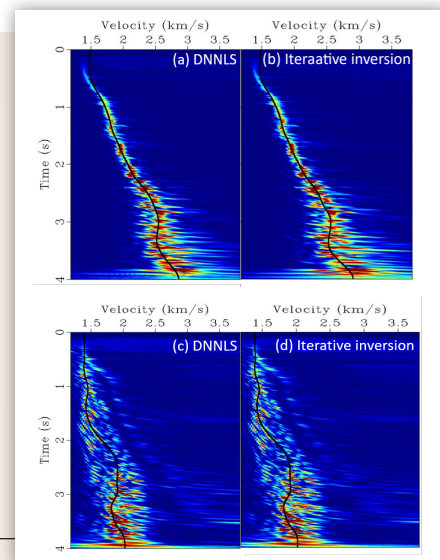 Velocity (km/s)
Velocity (km/s)
1.5 2 2.5 3 3.5
1.5 2 2.5 3 3.5
(a) DNNLS
(b) Iteraative inversion
0
1
2
3
4
Time (s)
Velocity (km/s)
Velocity (km/s)
1.5 2 2.5 3 3.5
1.5 2 2.5 3 3.5
(c) DNNLS
(d) Iterative inversion
0
1
2
3
4
Time (s)